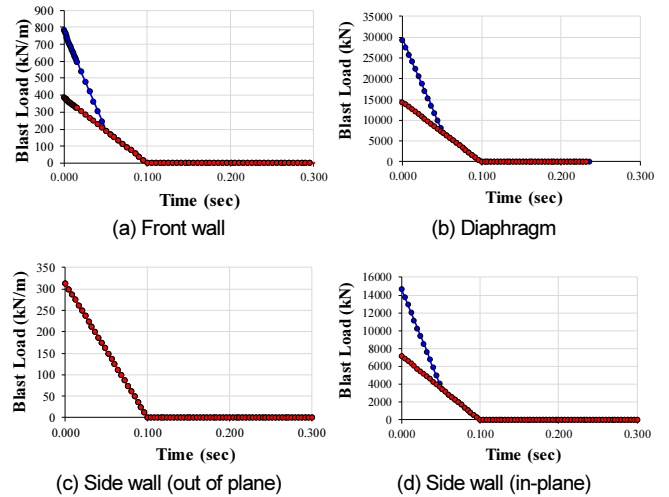 Blast Load (kN/m)
900
800
700
600
500
400
300
200
100
0
0.000 0.100 0.200 0.300
Time (sec)
(a) Front wall
Blast Load (kN)
35000
30000
25000
20000
15000
10000
5000
0
0.000 0.100 0.200 0.300
Time (sec)
(b) Diaphragm
Blast Load (kN/m)
350
300
250
200
150
100
50
0
0.000 0.100 0.200 0.300
Time (sec)
(c) Side wall (out of plane)
Blast Load (kN)
16000
14000
12000
10000
8000
6000
4000
2000
0
0.000 0.100 0.200 0.300
Time (sec)
(d) Side wall (in-plane)